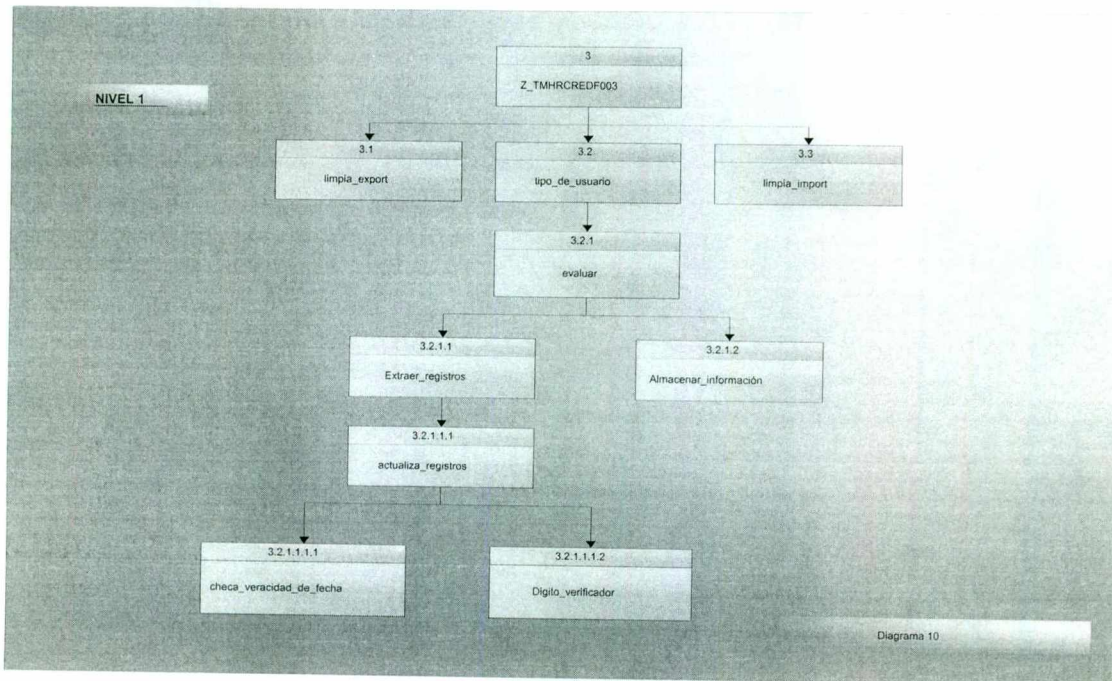 3
Z_TMHRCREDF003
NIVEL 1
3.1
limpia_export
3.2
tipo_de_usuario
3.3
limpia_import
3.2.1
evaluar
3.2.1.1
Extraer_registros
3.2.1.2
Almacenar_información
3.2.1.1.1
actualiza_registros
3.2.1.1.1.1
checa_veracidad_de_fecha
3.2.1.1.1.2
Digito_verificador
Diagrama 10